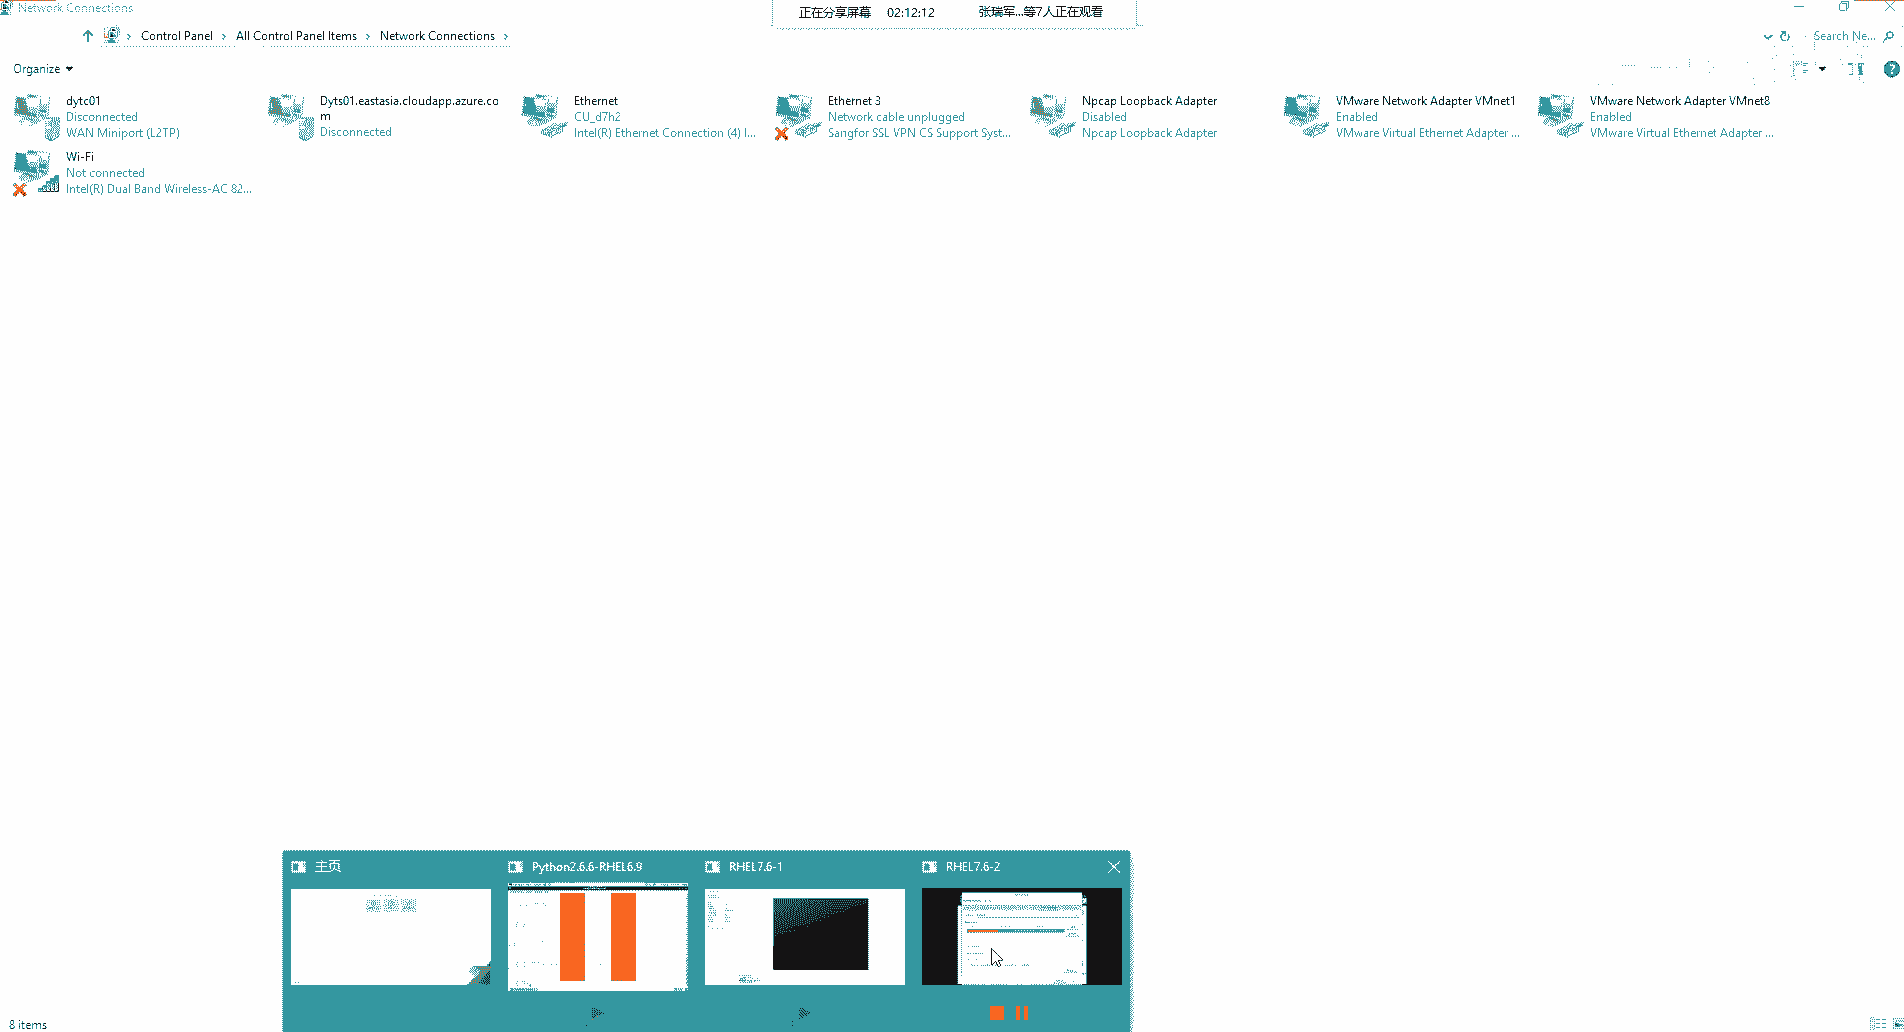 Network Connections
正在分享屏幕 02:12:12 张瑞军...等7人正在观看
Control Panel > All Control Panel Items > Network Connections >
Search Ne...
Organize
dytc01
Disconnected
WAN Miniport (L2TP)
Dyts01.eastasia.cloudapp.azure.co
m
Disconnected
Ethernet
CU_d7h2
Intel(R) Ethernet Connection (4) I...
Ethernet 3
Network cable unplugged
Sangfor SSL VPN CS Support Syst...
Npcap Loopback Adapter
Disabled
Npcap Loopback Adapter
VMware Network Adapter VMnet1
Enabled
VMware Virtual Ethernet Adapter ...
VMware Network Adapter VMnet8
Enabled
VMware Virtual Ethernet Adapter ...
Wi-Fi
Not connected
Intel(R) Dual Band Wireless-AC 82...
主页
Python2.6.6-RHEL6.9
RHEL7.6-1
RHEL7.6-2
8 items